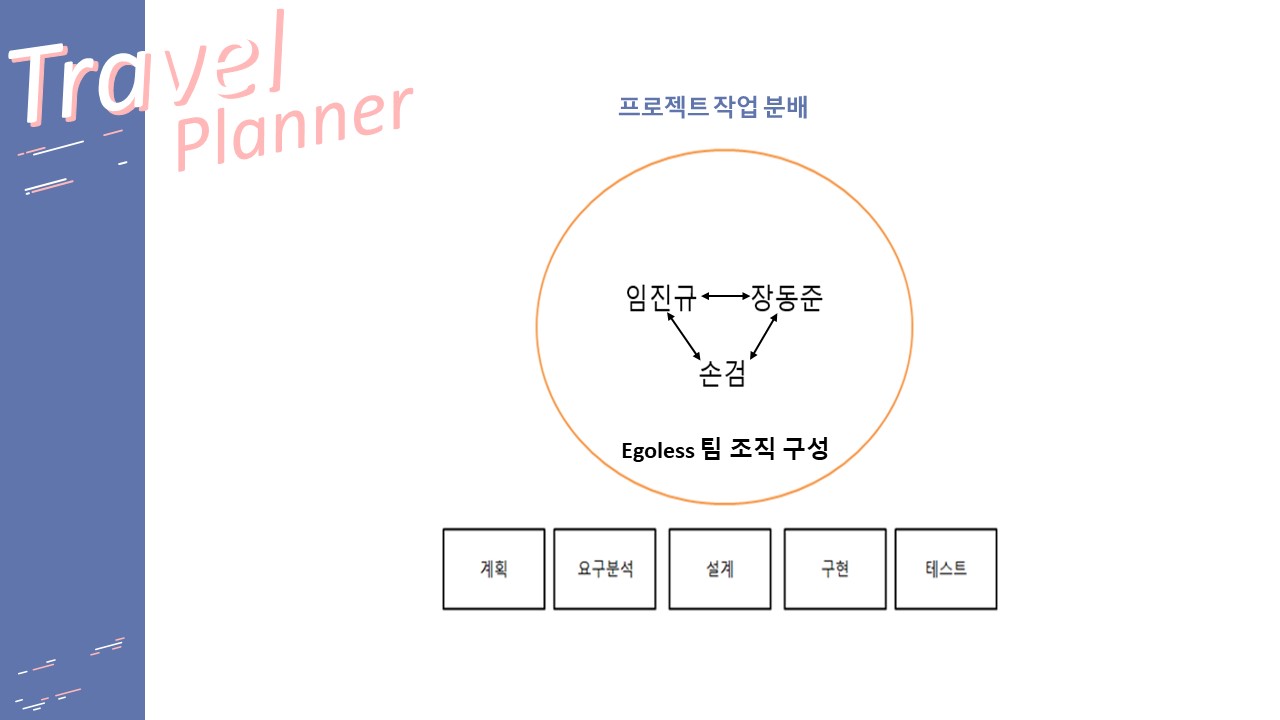 Travel
Planner
프로젝트 작업 분배
임진규 장동준
손검
Egoless 팀 조직 구성
계획 요구분석 설계 구현 테스트